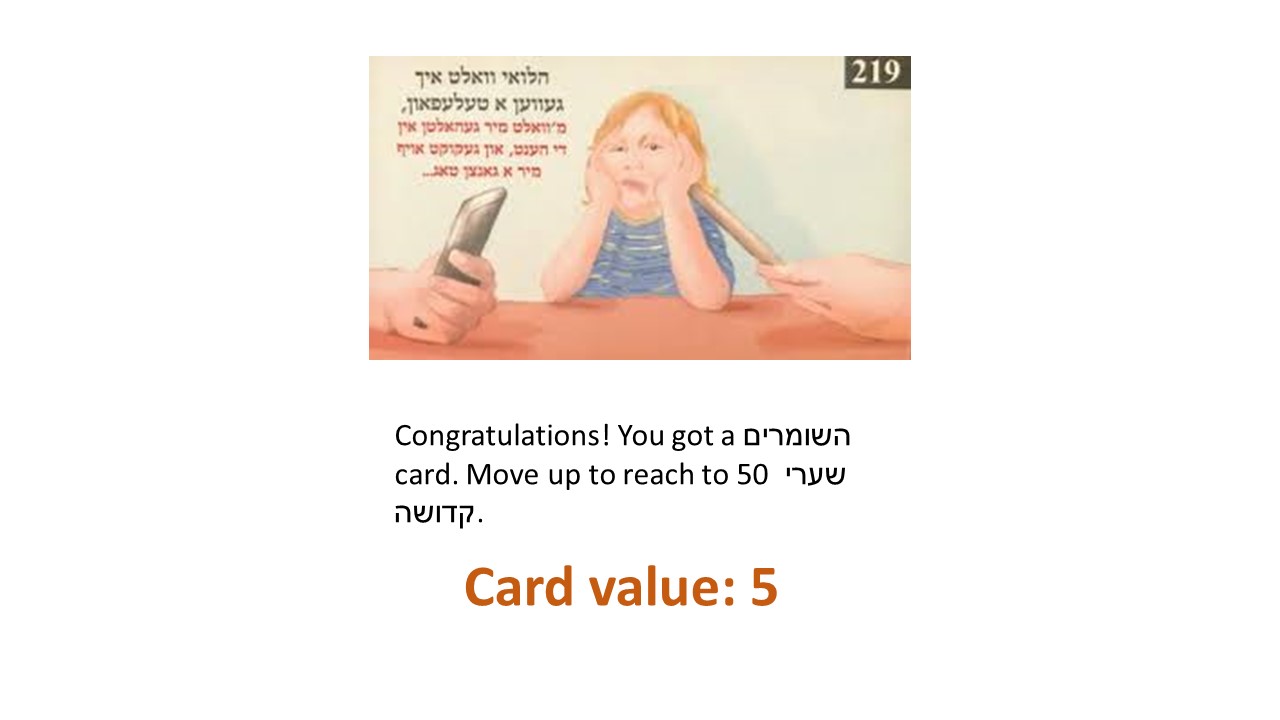 219
הלואי וואלט איך
געווען א טעלעפאון,
מ'וואלט מיר געהאלטן אין
די הענט, און געקוקט אויף
מיר א גאנצן טאג...
Congratulations! You got a השומרים
card. Move up to reach to 50 שערי
קדושה.
Card value: 5